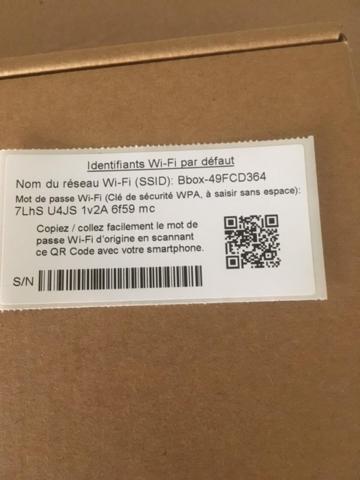 Identifiants Wi-Fi par défaut
Nom du réseau Wi-Fi (SSID): Bbox-49FCD364
Mot de passe Wi-Fi (Clé de sécurité WPA, à saisir sans espace):
7LhS U4JS 1v2A 6f59 mc
Copiez / collez facilement le mot de
passe Wi-Fi d'origine en scannant
ce QR Code avec votre smartphone.
S/N